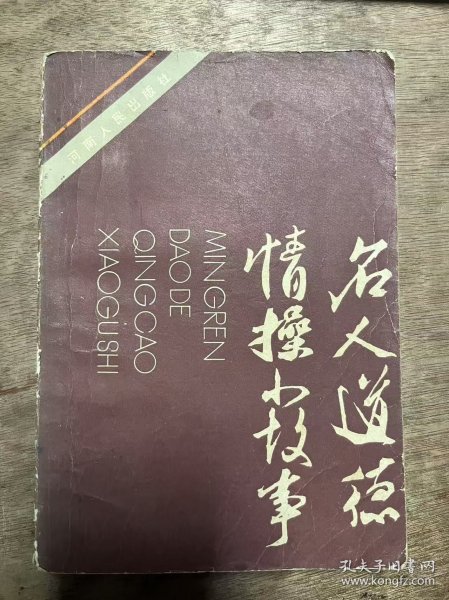 河南人民出版社
名人道德
情操小故事
MINGREN
DAODE
QINGCAO
XIAOGUSHI
孔夫子旧书网
www.kongfz.com